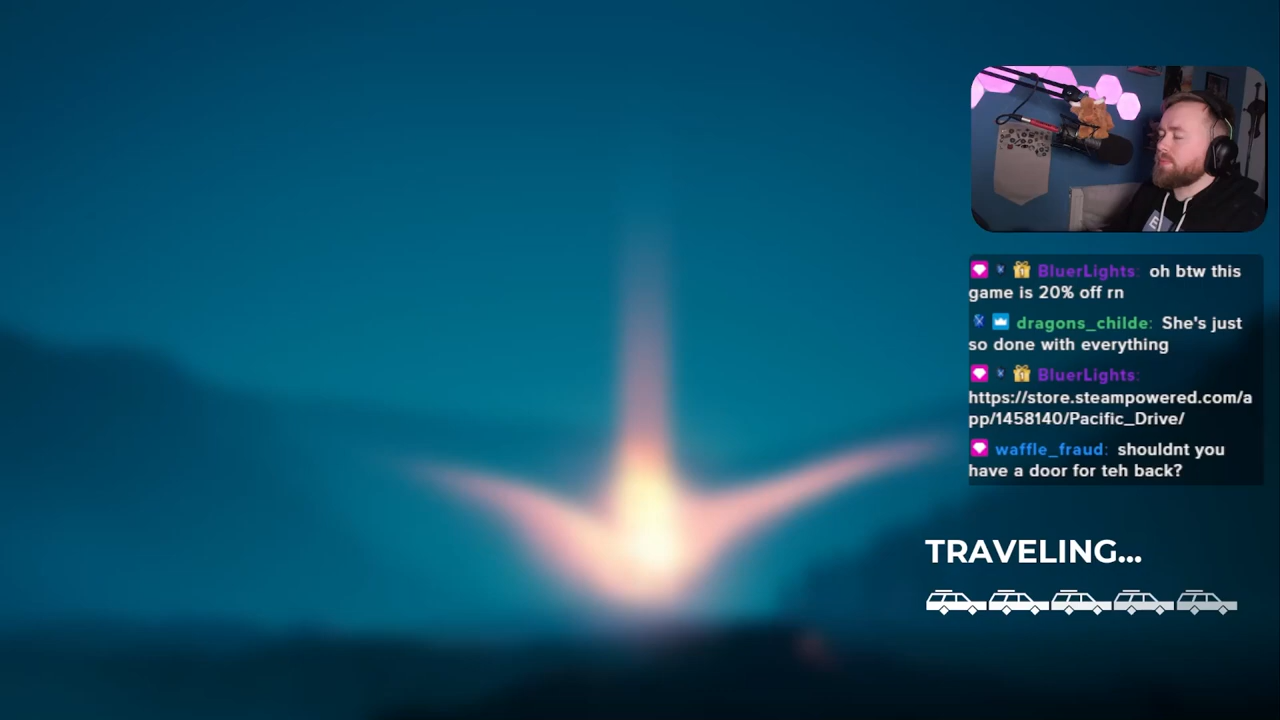 BluerLights: oh btw this
game is 20% off rn
dragons_childe: She's just
so done with everything
BluerLights:
https://store.steampowered.com/a
pp/1458140/Pacific_Drive/
waffle_fraud: shouldnt you
have a door for teh back?
TRAVELING...